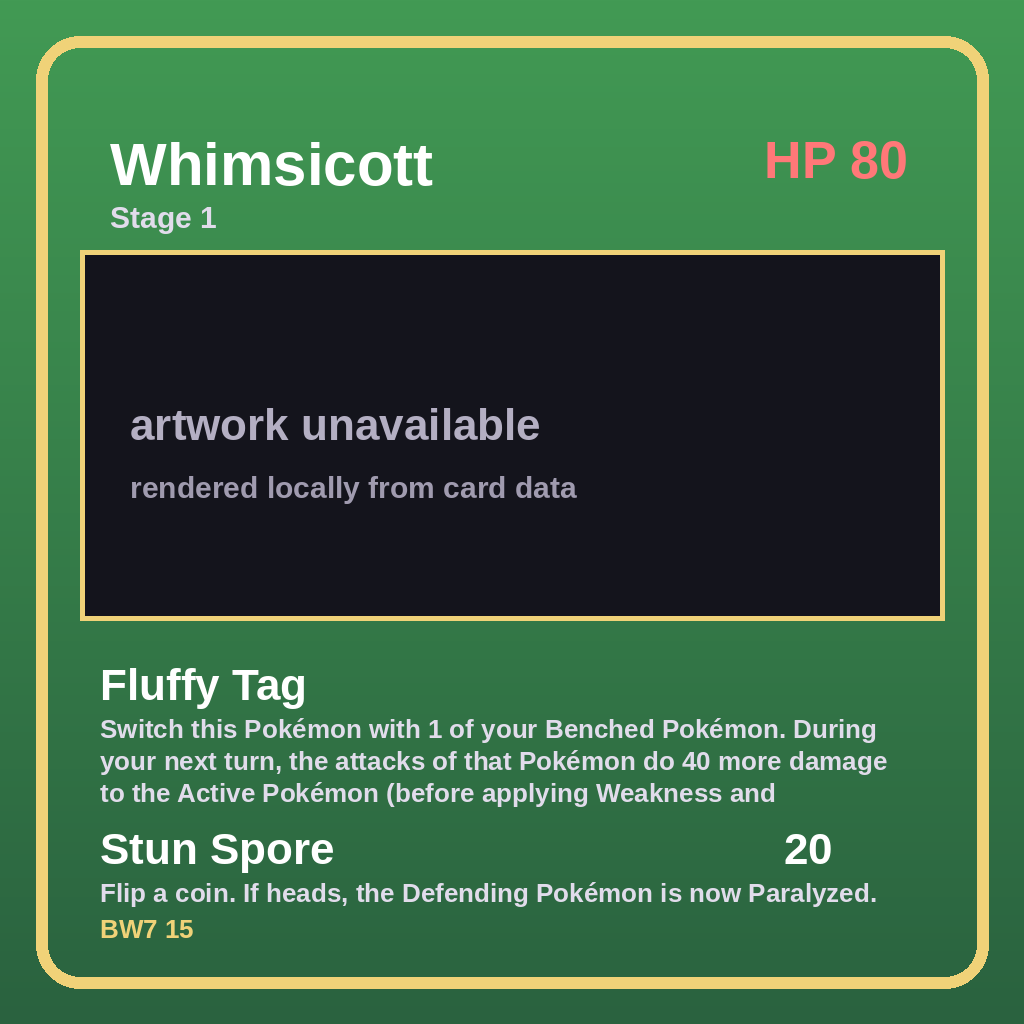 Whimsicott
HP 80
Stage 1
artwork unavailable
rendered locally from card data
Fluffy Tag
Switch this Pokémon with 1 of your Benched Pokémon. During
your next turn, the attacks of that Pokémon do 40 more damage
to the Active Pokémon (before applying Weakness and
Stun Spore 20
Flip a coin. If heads, the Defending Pokémon is now Paralyzed.
BW7 15